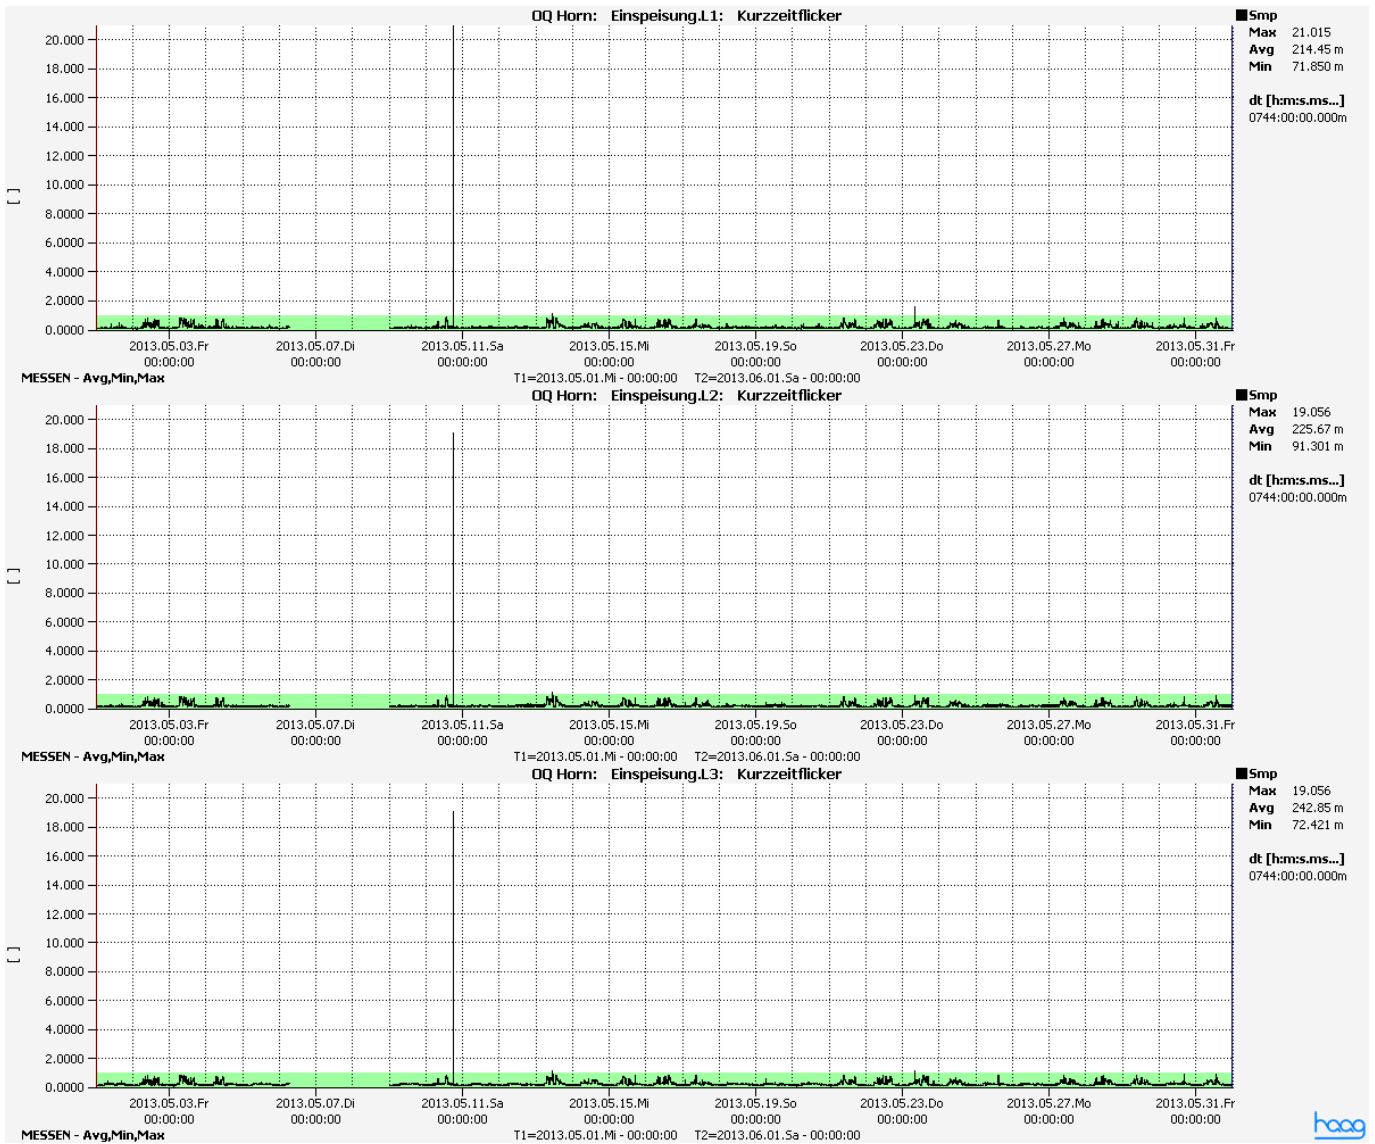 OQ Horn: Einspeisung.L1: Kurzzeitflicker
Smp
Max 21.015
Avg 214.45 m
Min 71.850 m
dt [h:m:s.ms...]
0744:00:00.000m
20.000
18.000
16.000
14.000
12.000
10.000
8.0000
6.0000
4.0000
2.0000
0.0000
[ ]
2013.05.03.Fr 2013.05.07.Di 2013.05.11.Sa 2013.05.15.Mi 2013.05.19.So 2013.05.23.Do 2013.05.27.Mo 2013.05.31.Fr
00:00:00 00:00:00 00:00:00 00:00:00 00:00:00 00:00:00 00:00:00 00:00:00
MESSEN - Avg,Min,Max T1=2013.05.01.Mi - 00:00:00 T2=2013.06.01.Sa - 00:00:00
OQ Horn: Einspeisung.L2: Kurzzeitflicker
Smp
Max 19.056
Avg 225.67 m
Min 91.301 m
dt [h:m:s.ms...]
0744:00:00.000m
20.000
18.000
16.000
14.000
12.000
10.000
8.0000
6.0000
4.0000
2.0000
0.0000
[ ]
2013.05.03.Fr 2013.05.07.Di 2013.05.11.Sa 2013.05.15.Mi 2013.05.19.So 2013.05.23.Do 2013.05.27.Mo 2013.05.31.Fr
00:00:00 00:00:00 00:00:00 00:00:00 00:00:00 00:00:00 00:00:00 00:00:00
MESSEN - Avg,Min,Max T1=2013.05.01.Mi - 00:00:00 T2=2013.06.01.Sa - 00:00:00
OQ Horn: Einspeisung.L3: Kurzzeitflicker
Smp
Max 19.056
Avg 242.85 m
Min 72.421 m
dt [h:m:s.ms...]
0744:00:00.000m
20.000
18.000
16.000
14.000
12.000
10.000
8.0000
6.0000
4.0000
2.0000
0.0000
[ ]
2013.05.03.Fr 2013.05.07.Di 2013.05.11.Sa 2013.05.15.Mi 2013.05.19.So 2013.05.23.Do 2013.05.27.Mo 2013.05.31.Fr
00:00:00 00:00:00 00:00:00 00:00:00 00:00:00 00:00:00 00:00:00 00:00:00
MESSEN - Avg,Min,Max T1=2013.05.01.Mi - 00:00:00 T2=2013.06.01.Sa - 00:00:00
haag